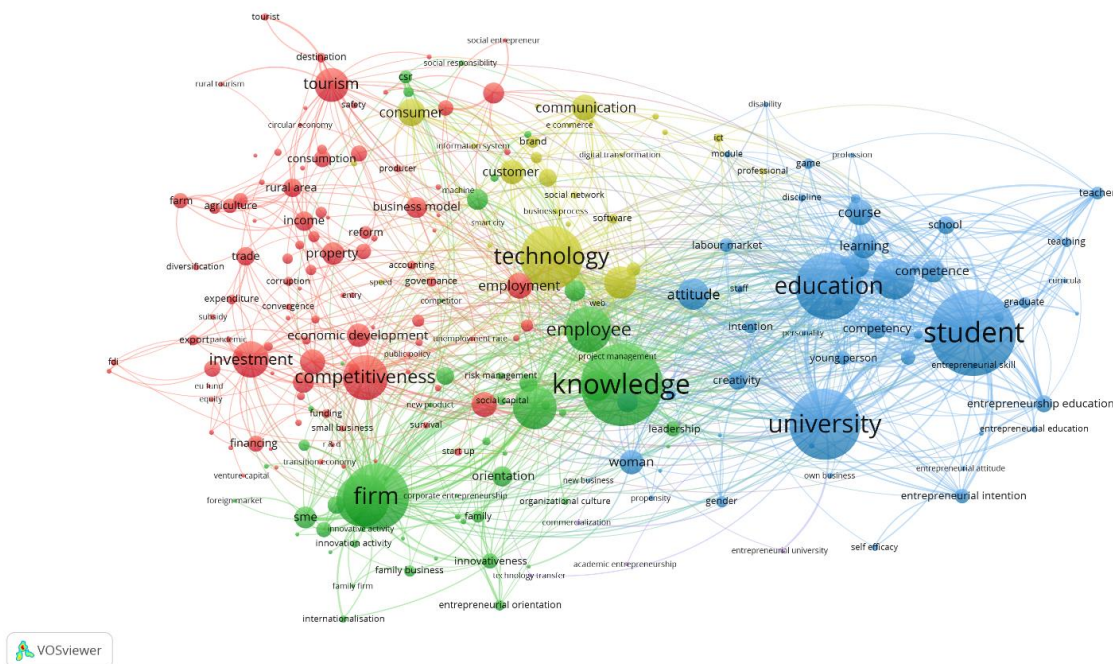 tourist
social entrepreneur
destination
social responsibility
tourism
csr
rural tourism
safety
consumer
communication
disability
circular economy
e commerce
information system
brand
ict
consumption
digital transformation
module
profession
producer
customer
game
professional
rural area
machine
teacher
farm
agriculture
social network
discipline
business model
business process
course
income
smart city
software
school
reform
labour market
learning
teaching
trade
property
technology
diversification
accounting
competence
corruption
speed
governance
employment
staff
education
curricula
expenditure
convergence
entry
competitor
web
attitude
graduate
subsidy
economic development
employee
intention
personality
competency
student
export
pandemic
unemployment rate
investment
public policy
project management
young person
fdi
entrepreneurial skill
competitiveness
risk management
knowledge
creativity
eu fund
equity
social capital
new product
entrepreneurship education
funding
small business
survival
leadership
university
entrepreneurial education
financing
r & d
start up
transition economy
woman
entrepreneurial attitude
venture capital
orientation
new business
own business
foreign market
firm
corporate entrepreneurship
organizational culture
propensity
gender
entrepreneurial intention
sme
family
commercialization
innovative activity
innovation activity
self efficacy
innovativeness
academic entrepreneurship
entrepreneurial university
family business
technology transfer
family firm
entrepreneurial orientation
internationalisation
VOSviewer